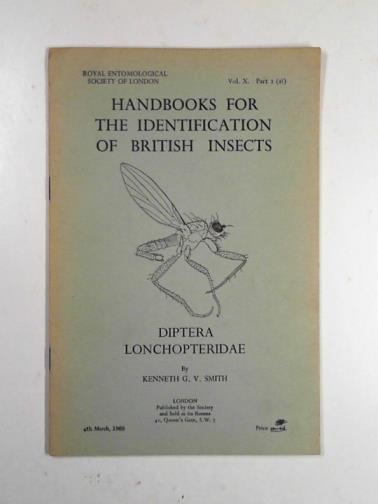 ROYAL ENTOMOLOGICAL
SOCIETY OF LONDON
Vol. X. Part 2 (ai)
HANDBOOKS FOR
THE IDENTIFICATION
OF BRITISH INSECTS
DIPTERA
LONCHOPTERIDAE
By
KENNETH G. V. SMITH
LONDON
Published by the Society
and Sold at its Rooms
41, Queen's Gate, S.W. 7
4th March, 1969
Price